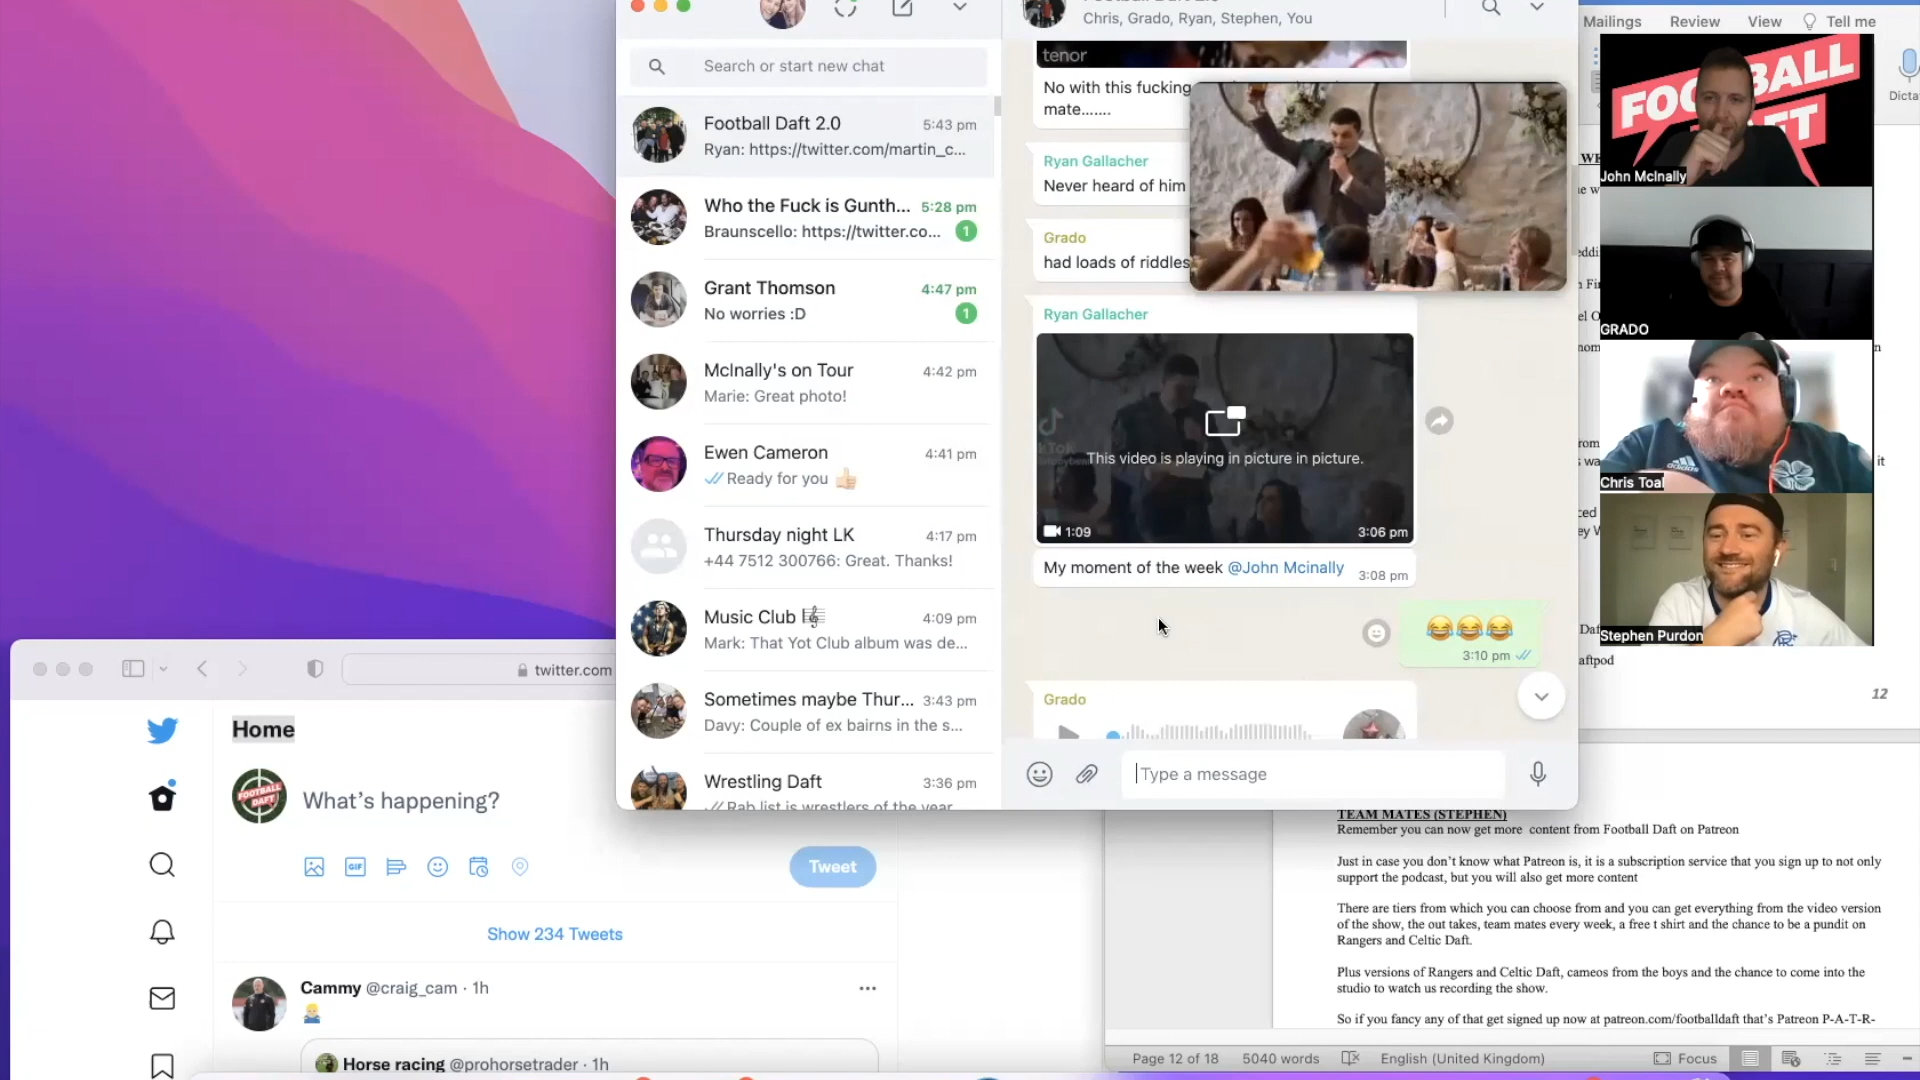 Chris, Grado, Ryan, Stephen, You
Search or start new chat
Football Daft 2.0
5:43 pm
Ryan: https://twitter.com/martin_c...
Who the Fuck is Gunth...
5:28 pm
Braunscello: https://twitter.co...
1
Grant Thomson
4:47 pm
No worries :D
1
McInally's on Tour
4:42 pm
Marie: Great photo!
Ewen Cameron
4:41 pm
Ready for you 👍🏻
Thursday night LK
4:17 pm
+44 7512 300766: Great. Thanks!
Music Club 🎼
4:09 pm
Mark: That Yot Club album was de...
Sometimes maybe Thur...
3:43 pm
Davy: Couple of ex bairns in the s...
Wrestling Daft
3:36 pm
Rab list is wrestlers of the year
tenor
No with this fucking
mate.......
Ryan Gallacher
Never heard of him
Grado
had loads of riddles
Ryan Gallacher
This video is playing in picture in picture.
1:09
3:06 pm
My moment of the week @John Mcinally
3:08 pm
😂😂😂
3:10 pm
Grado
Type a message
Mailings
Review
View
Tell me
Dicta
FOOTBALL
John McInally
GRADO
Chris Toal
Stephen Purdon
aftpod
12
twitter.com
Home
FOOTBALL
DAFT
What's happening?
GIF
Tweet
Show 234 Tweets
Cammy @craig_cam · 1h
Horse racing @prohorsetrader · 1h
TEAM MATES (STEPHEN)
Remember you can now get more content from Football Daft on Patreon
Just in case you don't know what Patreon is, it is a subscription service that you sign up to not only
support the podcast, but you will also get more content
There are tiers from which you can choose from and you can get everything from the video version
of the show, the out takes, team mates every week, a free t shirt and the chance to be a pundit on
Rangers and Celtic Daft.
Plus versions of Rangers and Celtic Daft, cameos from the boys and the chance to come into the
studio to watch us recording the show.
So if you fancy any of that get signed up now at patreon.com/footballdaft that's Patreon P-A-T-R-
Page 12 of 18
5040 words
English (United Kingdom)
Focus